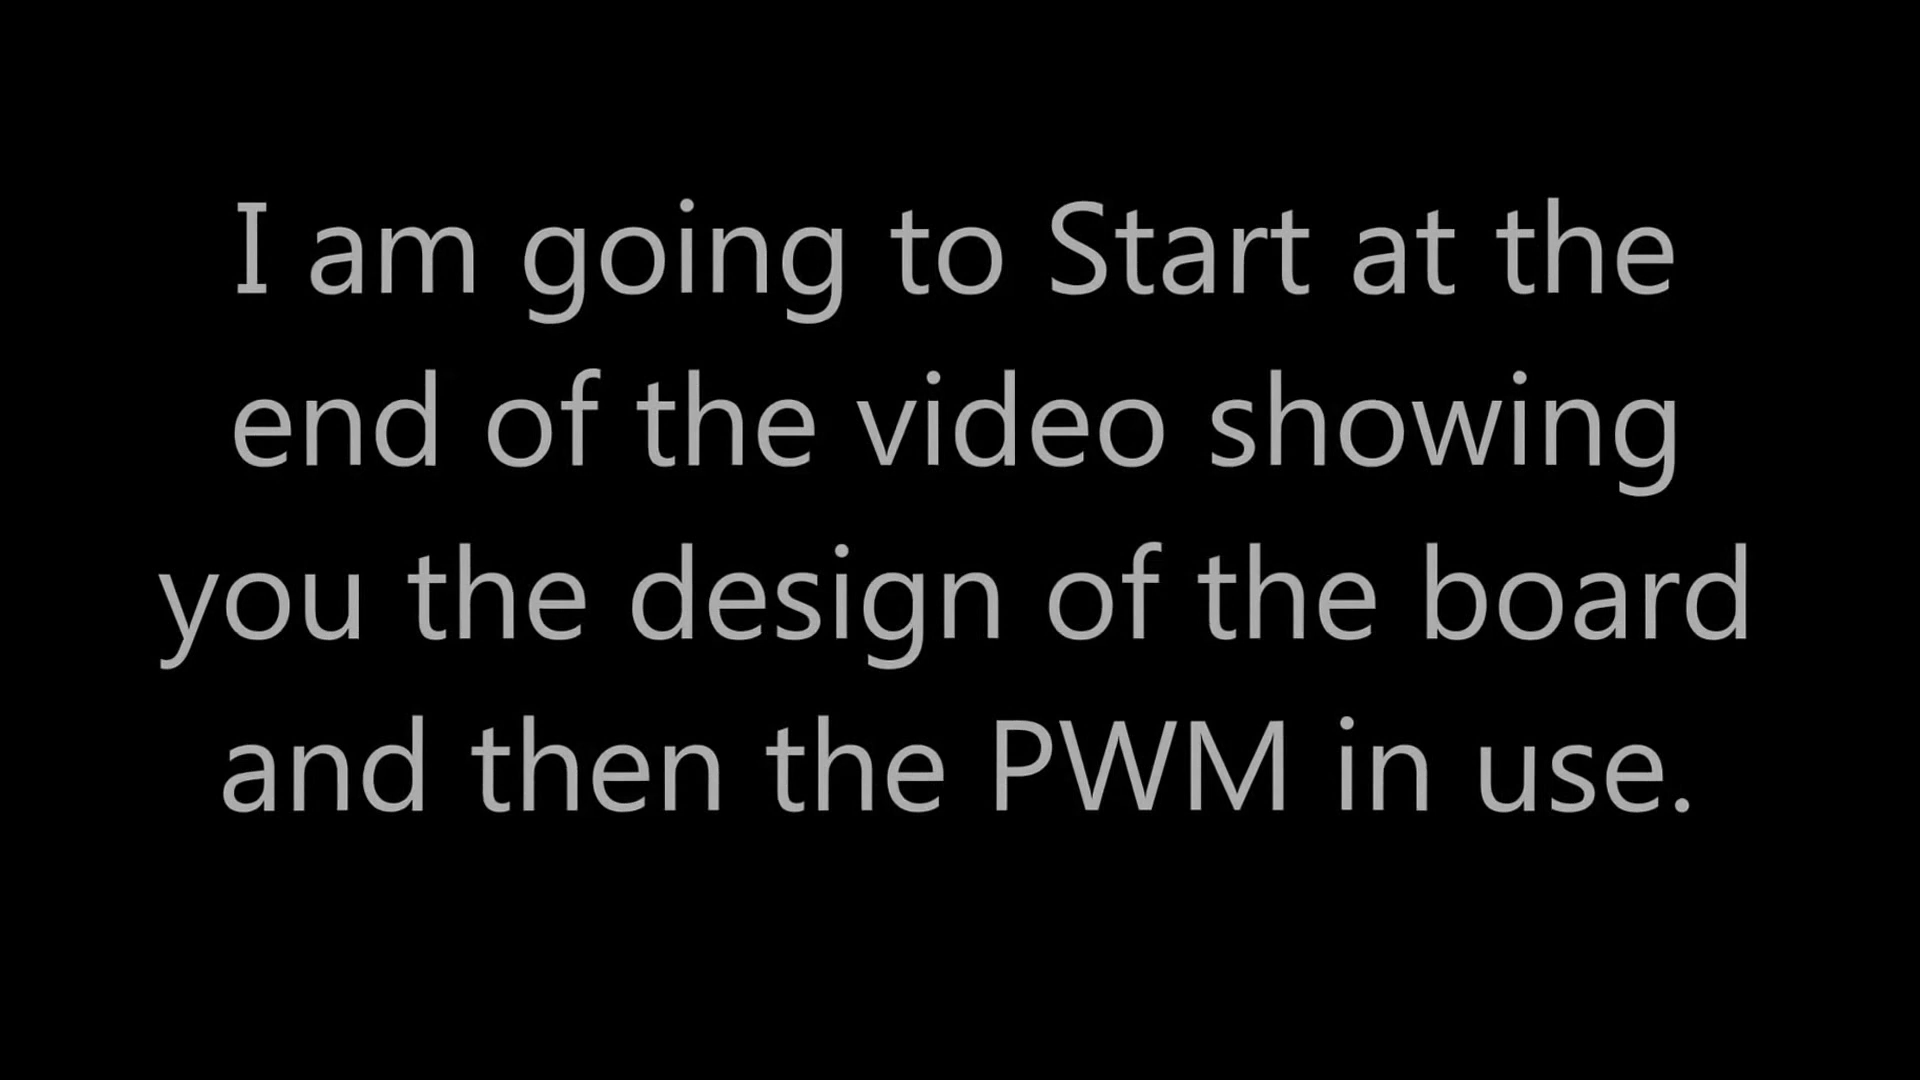 I am going to Start at the
end of the video showing
you the design of the board
and then the PWM in use.